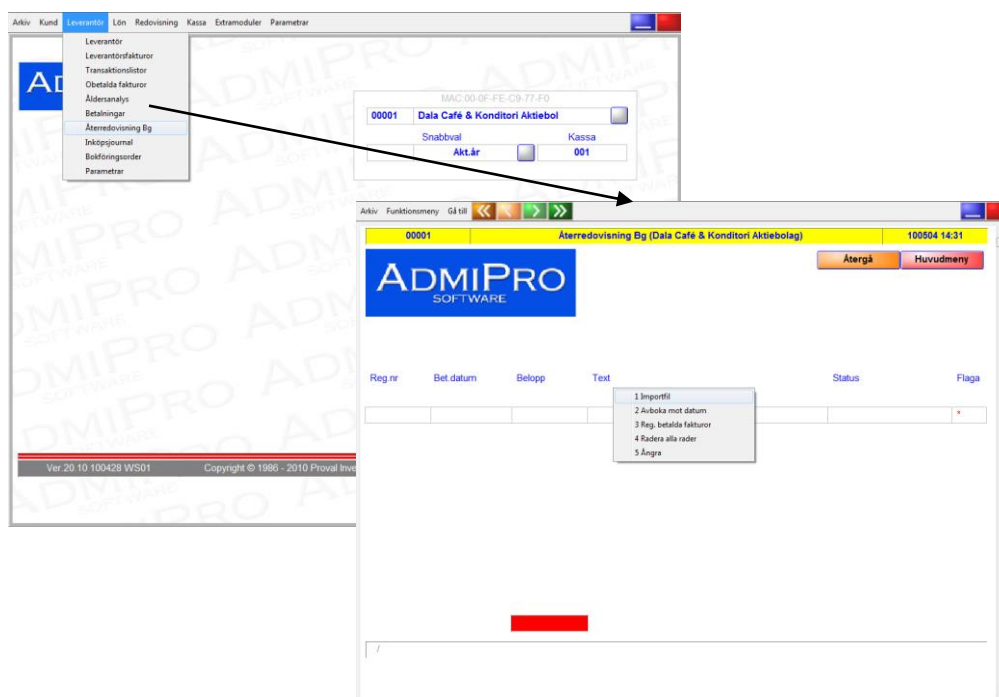 Arkiv Kund Leverantör Lön Redovisning Kassa Extramoduler Parametrar
Leverantör
Leverantörsfakturor
Transaktionslistor
Obetalda fakturor
Åldersanalys
Betalningar
Återredovisning Bg
Inköpsjournal
Bokföringsorder
Parametrar
MAC 00-0F-FE-C9-77-F0
00001 Dala Café & Konditori Aktiebol
Snabbval Kassa
Akt.år 001
Ver.20.10 100428 WS01 Copyright © 1986 - 2010 Proval Inve
Arkiv Funktionsmeny Gå till
00001 Återredovisning Bg (Dala Café & Konditori Aktiebolag) 100504 14:31
Återgå Huvudmeny
ADMIPRO
SOFTWARE
Reg.nr Bet.datum Belopp Text Status Flaga
1 Importfil
2 Avboka mot datum
3 Reg. betalda fakturor
4 Radera alla rader
5 Ångra
*
/